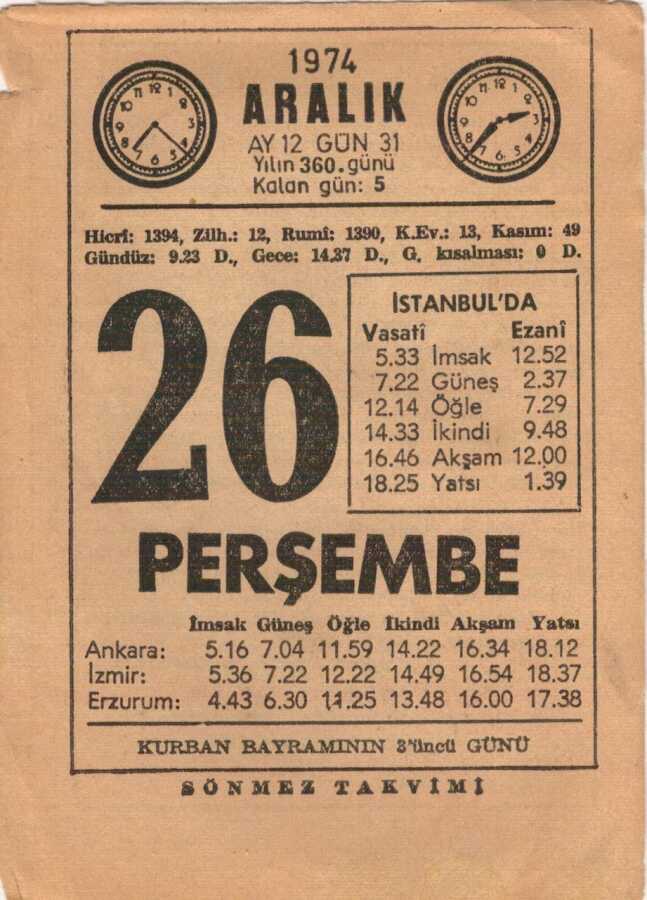 1974
ARALIK
AY 12 GÜN 31
Yılın 360. günü
Kalan gün: 5
Hicrî: 1394, Zilh.: 12, Rumî: 1390, K.Ev.: 13, Kasım: 49
Gündüz: 9.23 D., Gece: 14.37 D., G. kısalması: 0 D.
26
İSTANBUL'DA
Vasatî Ezanî
5.33 İmsak 12.52
7.22 Güneş 2.37
12.14 Öğle 7.29
14.33 İkindi 9.48
16.46 Akşam 12.00
18.25 Yatsı 1.39
PERŞEMBE
İmsak Güneş Öğle İkindi Akşam Yatsı
Ankara: 5.16 7.04 11.59 14.22 16.34 18.12
İzmir: 5.36 7.22 12.22 14.49 16.54 18.37
Erzurum: 4.43 6.30 11.25 13.48 16.00 17.38
KURBAN BAYRAMININ 3'üncü GÜNÜ
SÖNMEZ TAKVİMİ